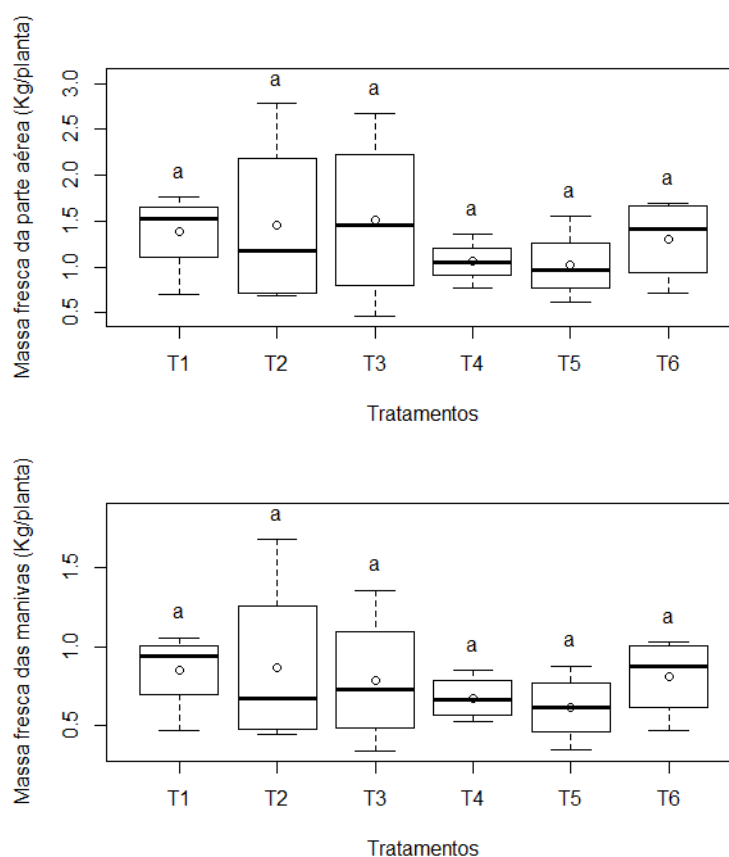 Massa fresca da parte aérea (Kg/planta)
3.0
2.5
2.0
1.5
1.0
0.5
a
a
a
a
a
a
T1
T2
T3
T4
T5
T6
Tratamentos
Massa fresca das manivas (Kg/planta)
1.5
1.0
0.5
a
a
a
a
a
a
T1
T2
T3
T4
T5
T6
Tratamentos